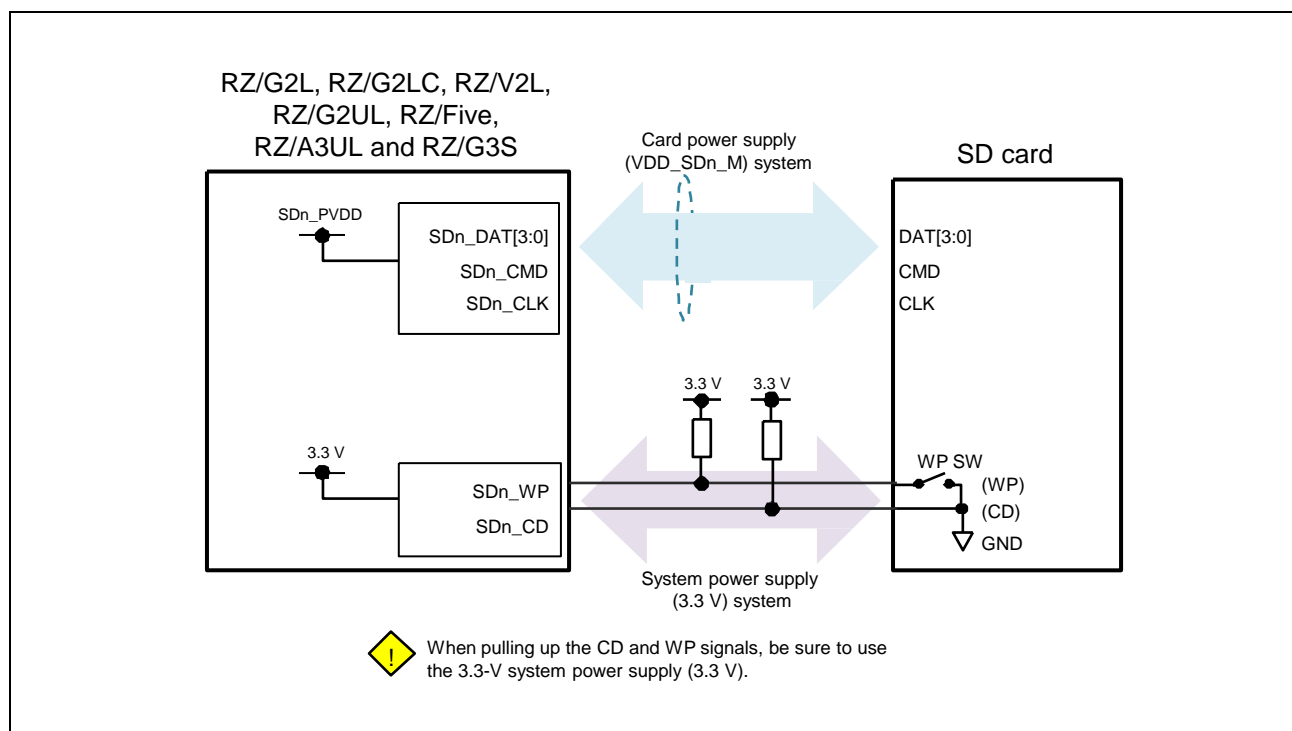 RZ/G2L, RZ/G2LC, RZ/V2L,
RZ/G2UL, RZ/Five,
RZ/A3UL and RZ/G3S
Card power supply
(VDD_SDn_M) system
SD card
SDn_PVDD
SDn_DAT[3:0]
SDn_CMD
SDn_CLK
DAT[3:0]
CMD
CLK
3.3 V
3.3 V
3.3 V
SDn_WP
SDn_CD
WP SW
(WP)
(CD)
GND
System power supply
(3.3 V) system
!
When pulling up the CD and WP signals, be sure to use
the 3.3-V system power supply (3.3 V).